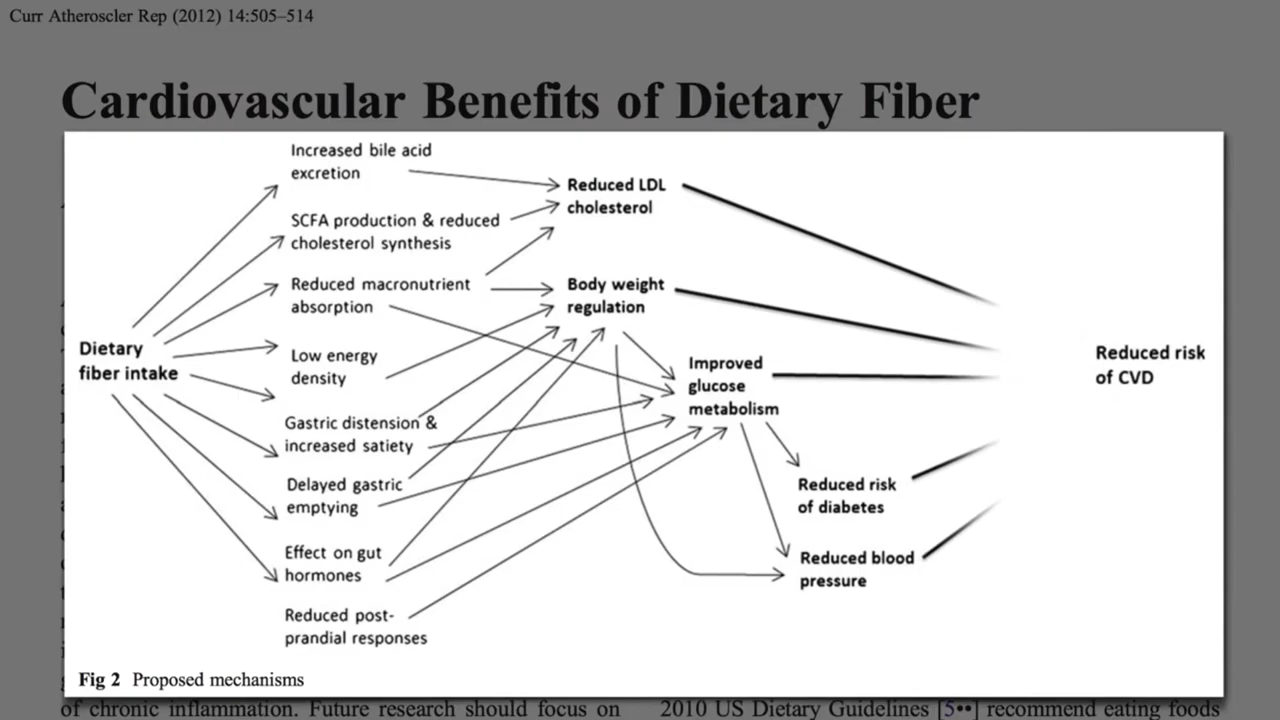 Curr Atheroscler Rep (2012) 14:505–514
Cardiovascular Benefits of Dietary Fiber
Increased bile acid
excretion
SCFA production & reduced
cholesterol synthesis
Reduced macronutrient
absorption
Low energy
density
Gastric distension &
increased satiety
Delayed gastric
emptying
Effect on gut
hormones
Reduced post-
prandial responses
Dietary
fiber intake
Reduced LDL
cholesterol
Body weight
regulation
Improved
glucose
metabolism
Reduced risk
of diabetes
Reduced blood
pressure
Reduced risk
of CVD
Fig 2 Proposed mechanisms
of chronic inflammation. Future research should focus on
2010 US Dietary Guidelines [5••] recommend eating foods